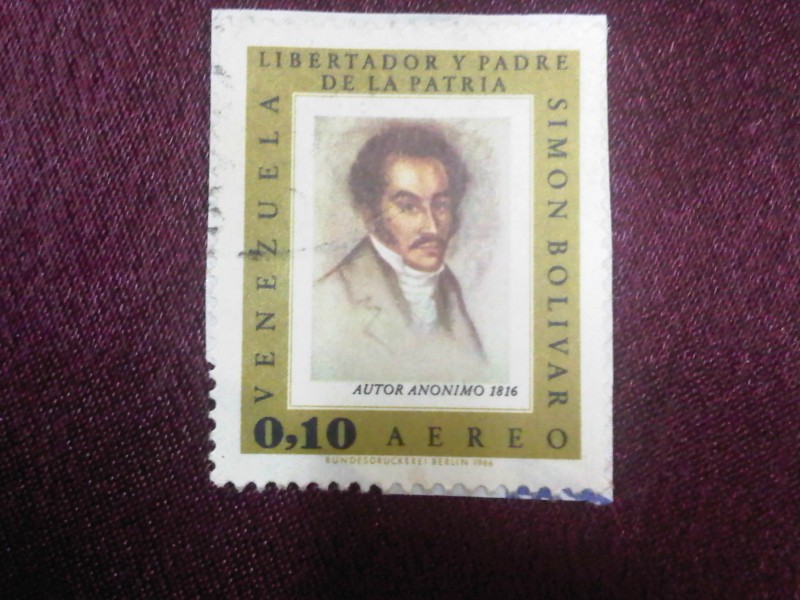 LIBERTADOR Y PADRE
DE LA PATRIA
VENEZUELA
SIMON BOLIVAR
AUTOR ANONIMO 1816
0,10 AEREO
BUNDESDRUCKEREI BERLIN 1966